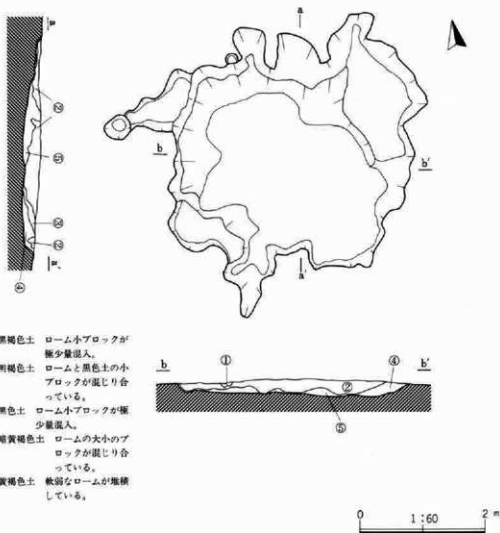 a
b
b'
a'
a
②
⑤
③
②
a'
④
黒褐色土 ローム小ブロックが
極少量混入。
明褐色土 ロームと黒色土の小
ブロックが混じり合
っている。
黒色土 ローム小ブロックが極
少量混入。
暗黄褐色土 ロームの大小のブ
ロックが混じり合
っている。
黄褐色土 軟弱なロームが堆積
している。
b
①
②
④
b'
⑤
0
1:60
2 m